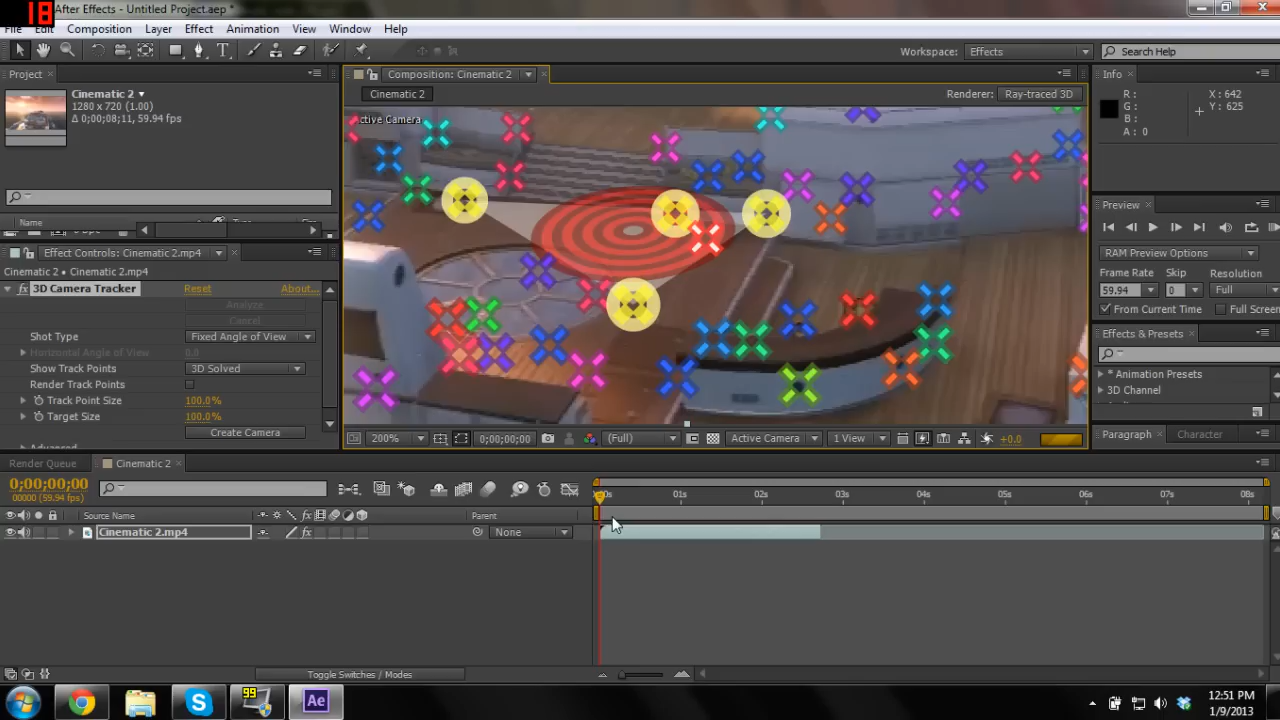 18
After Effects - Untitled Project.aep *
File Edit Composition Layer Effect Animation View Window Help
Workspace: Effects
Search Help
Project
Composition: Cinematic 2
Info
Cinematic 2
1280 x 720 (1.00)
Δ 0;00;08;11, 59.94 fps)
Cinematic 2
Renderer: Ray-traced 3D
Active Camera
R :
G :
B :
A : 0
X : 642
Y : 625
Name
Effect Controls: Cinematic 2.mp4
Cinematic 2 • Cinematic 2.mp4
fx 3D Camera Tracker Reset About...
Analyze
Cancel
Shot Type Fixed Angle of View
Horizontal Angle of View 0.0
Show Track Points 3D Solved
Render Track Points
Track Point Size 100.0%
Target Size 100.0%
Create Camera
Advanced
Preview
RAM Preview Options
Frame Rate Skip Resolution
59.94 0 Full
From Current Time Full Screen
Effects & Presets
* Animation Presets
3D Channel
Paragraph Character
200% 0;00;00;00 (Full) Active Camera 1 View +0.0
Render Queue Cinematic 2
0;00;00;00
00000 (59.94 fps)
01s 02s 03s 04s 05s 06s 07s 08s
Source Name Parent
Cinematic 2.mp4 None
Toggle Switches / Modes
99
Ae
12:51 PM
1/9/2013